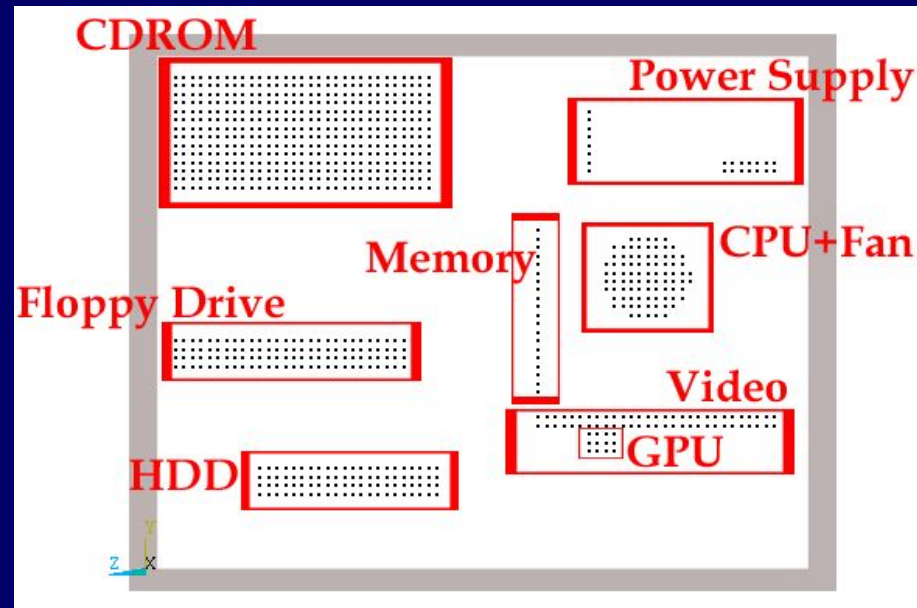 CDROM
Power Supply
Memory
CPU+Fan
Floppy Drive
Video
GPU
HDD
Y
Z
X